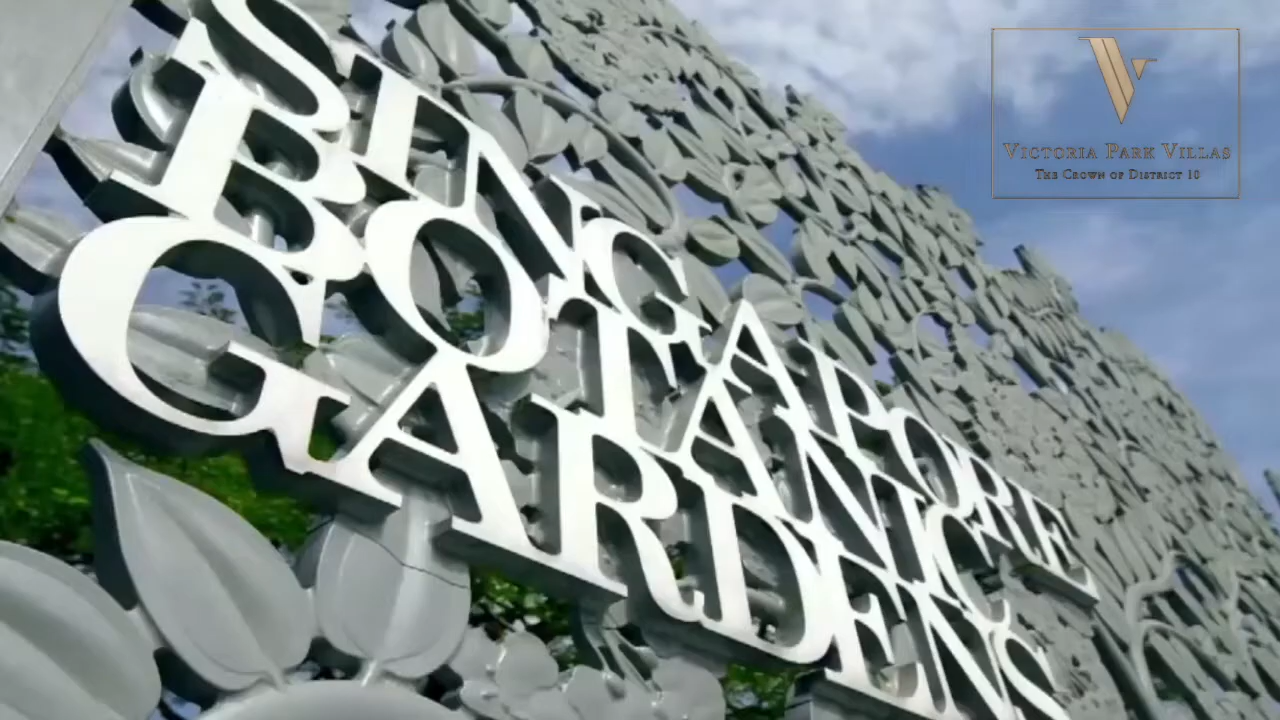 SINGAPORE
BOTANIC
GARDENS
V
VICTORIA PARK VILLAS
THE CROWN OF DISTRICT 10